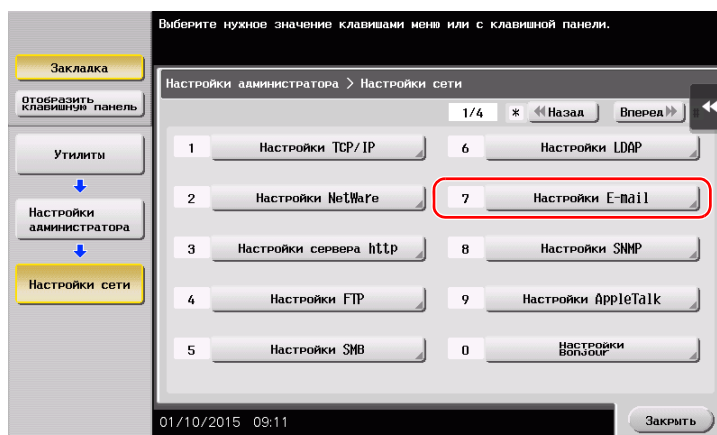 Выберите нужное значение клавишами меню или с клавишной панели.
Закладка
Отобразить
клавишную панель
Утилиты
Настройки
администратора
Настройки сети
Настройки администратора > Настройки сети
1/4 * Назад Вперед
1 Настройки TCP/IP
6 Настройки LDAP
2 Настройки NetWare
7 Настройки E-mail
3 Настройки сервера http
8 Настройки SNMP
4 Настройки FTP
9 Настройки AppleTalk
5 Настройки SMB
0 Настройки
Bonjour
01/10/2015 09:11
Закрыть